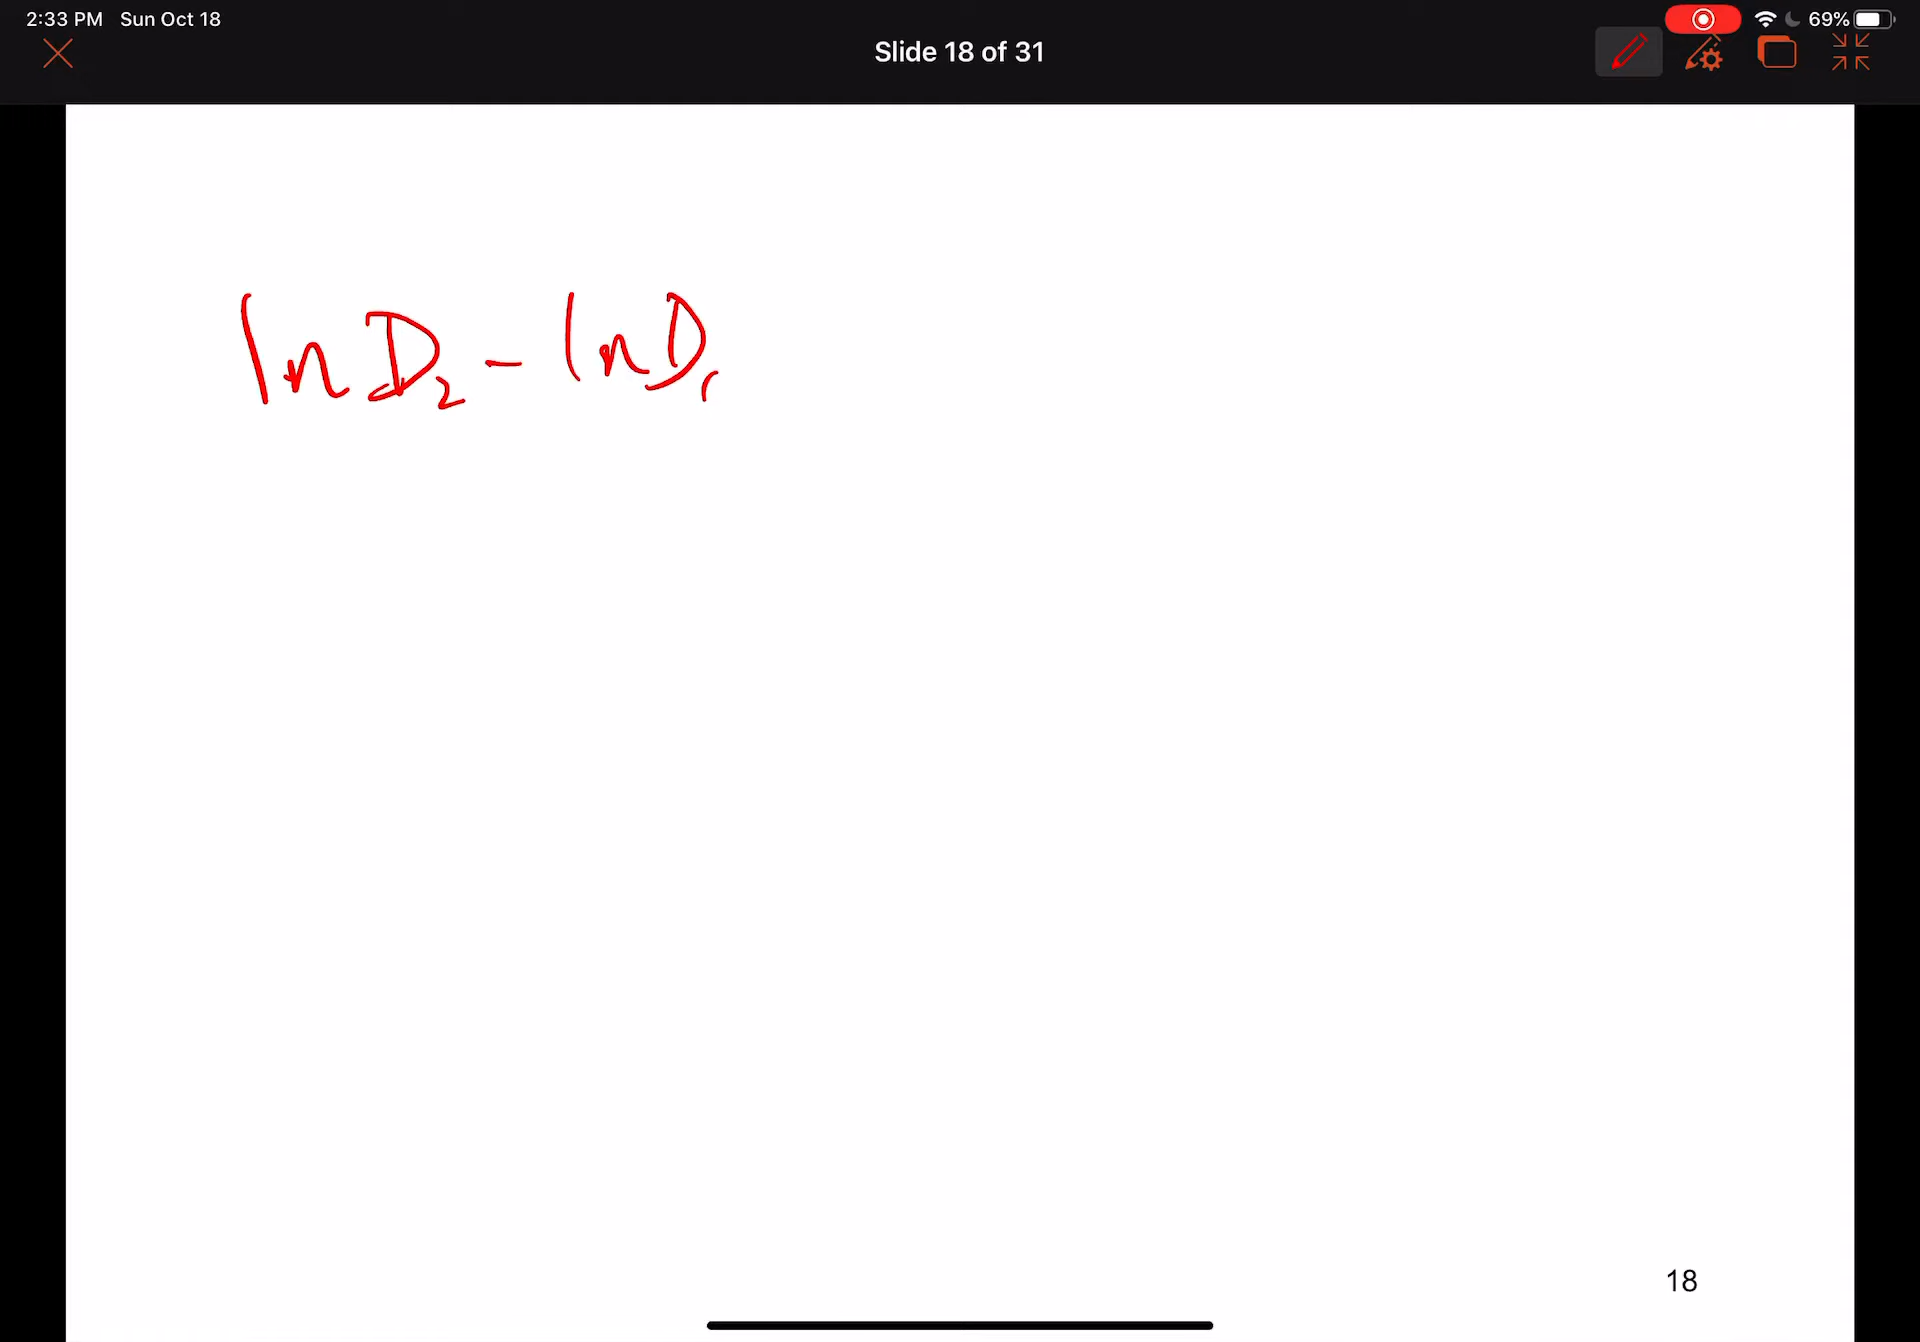 2:33 PM Sun Oct 18
69%
Slide 18 of 31
ln D₂ - ln D₁
18